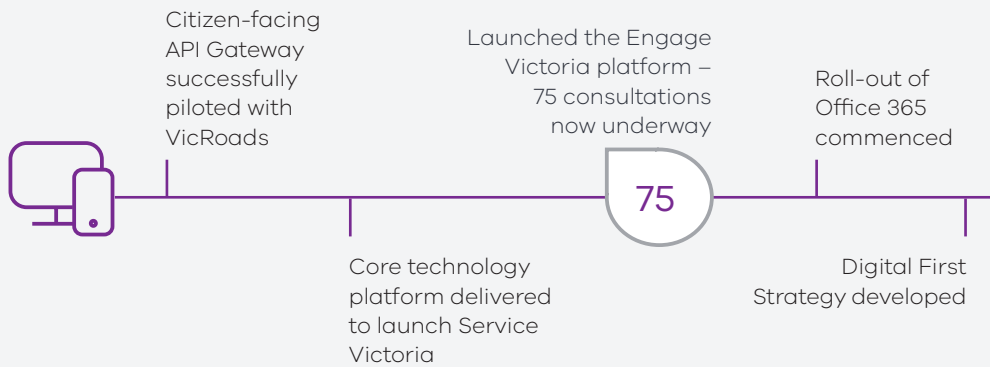 Citizen-facing
API Gateway
successfully
piloted with
VicRoads
Core technology
platform delivered
to launch Service
Victoria
Launched the Engage
Victoria platform –
75 consultations
now underway
75
Roll-out of
Office 365
commenced
Digital First
Strategy developed